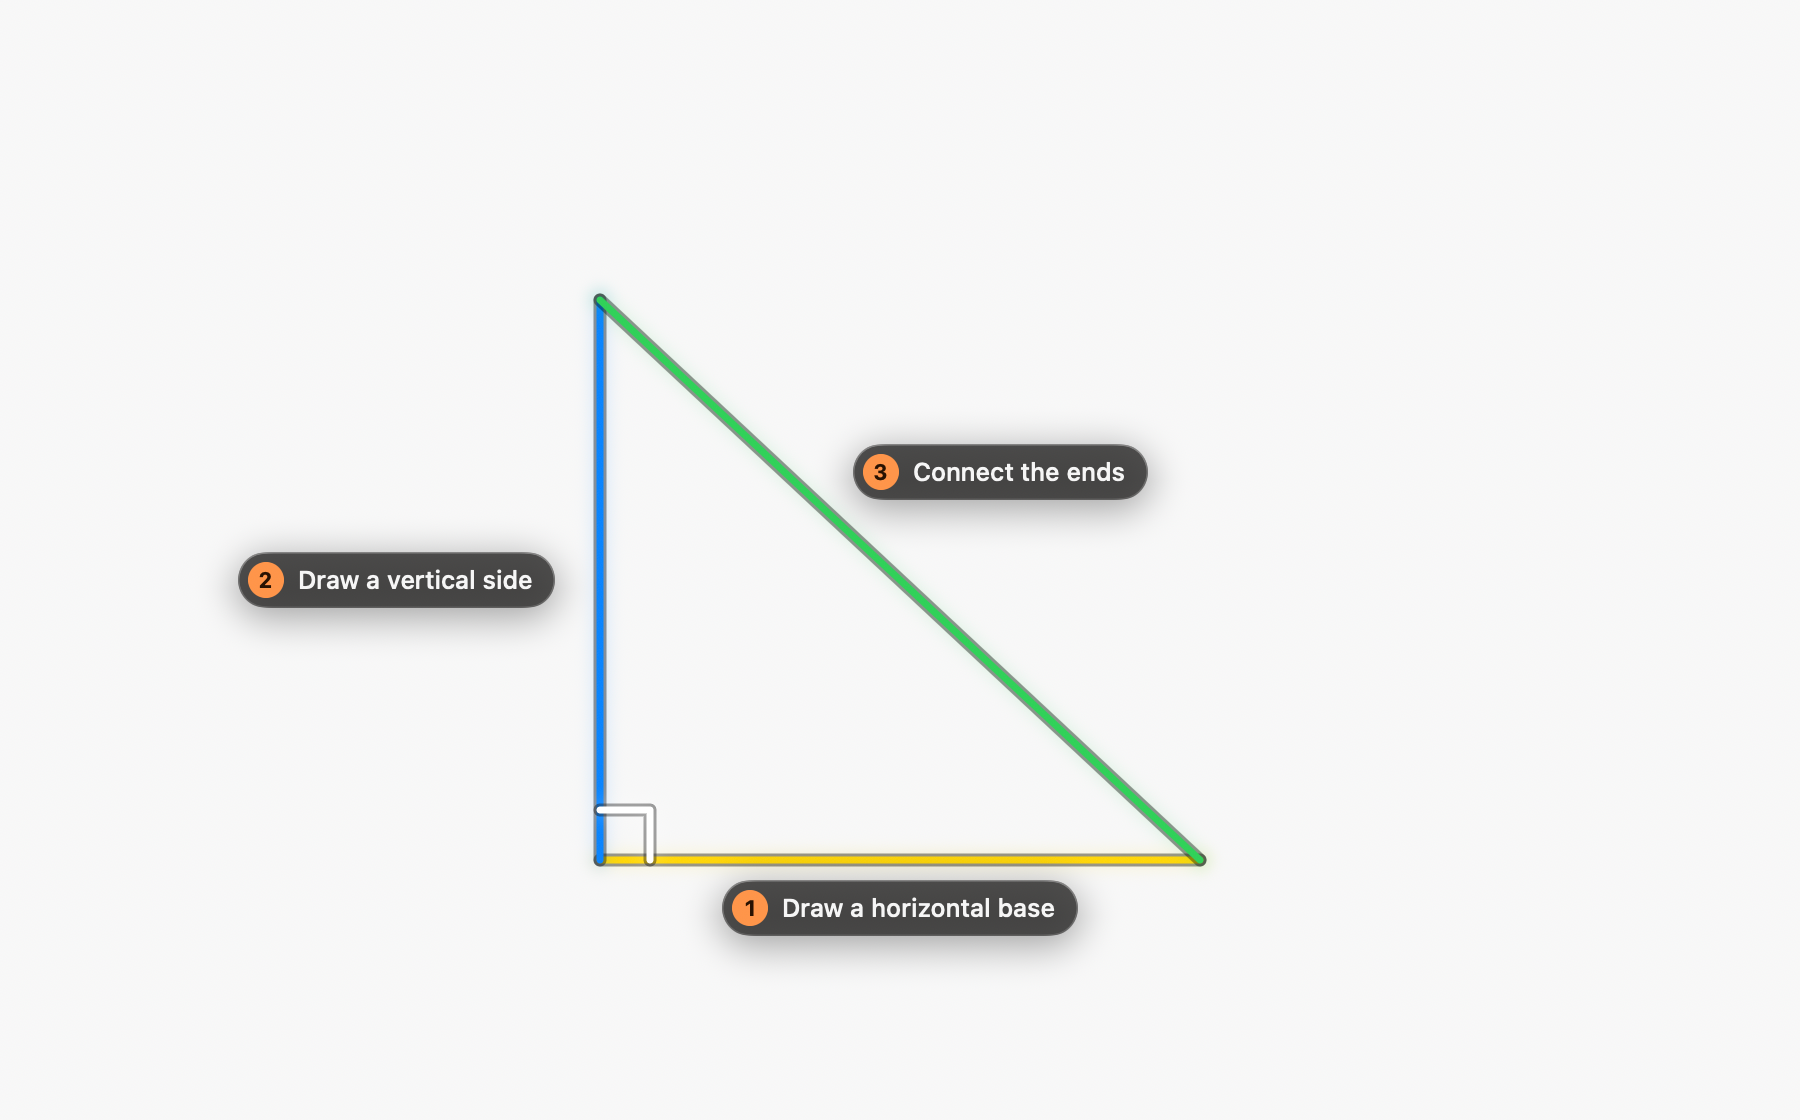 3 Connect the ends
2 Draw a vertical side
1 Draw a horizontal base